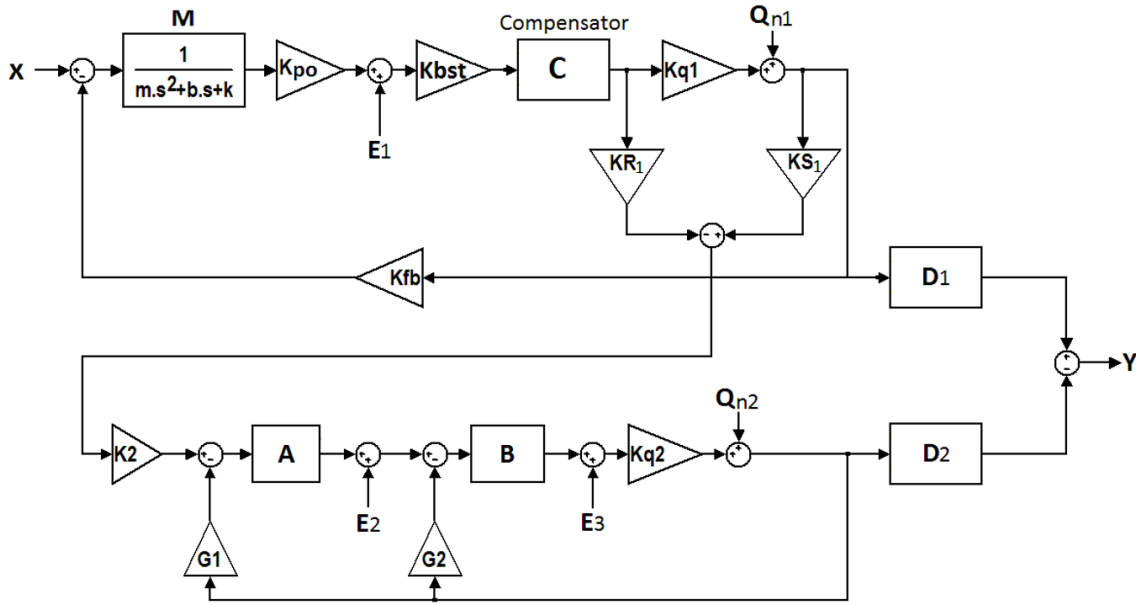 M
Compensator
Qn1
X
1
m.s²+b.s+k
Kpo
Kbst
C
Kq1
E1
KR1
KS1
Kfb
D1
Y
Qn2
K2
A
B
Kq2
D2
E2
E3
G1
G2